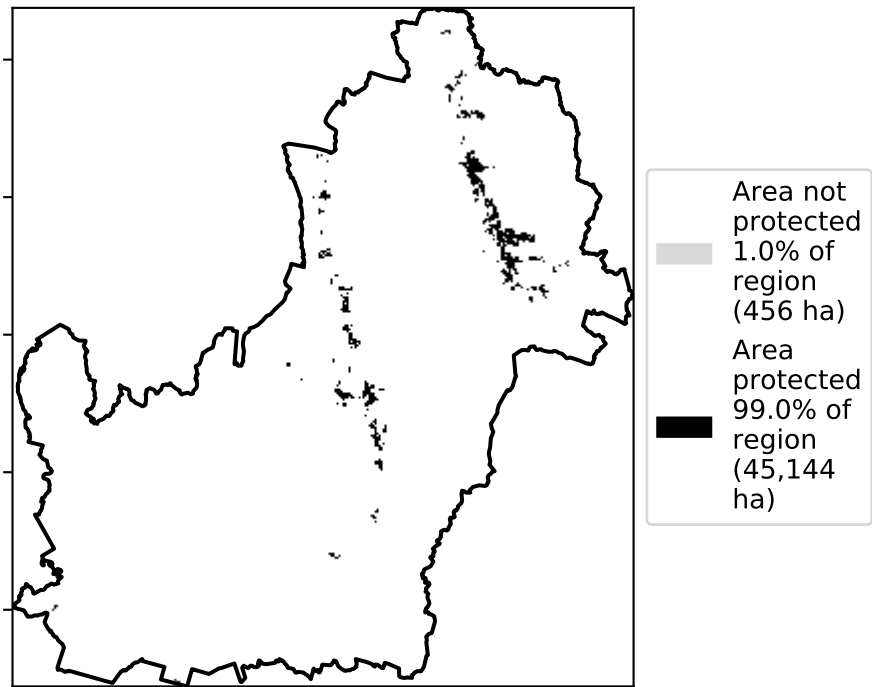 Area not
protected
1.0% of
region
(456 ha)
Area
protected
99.0% of
region
(45,144
ha)